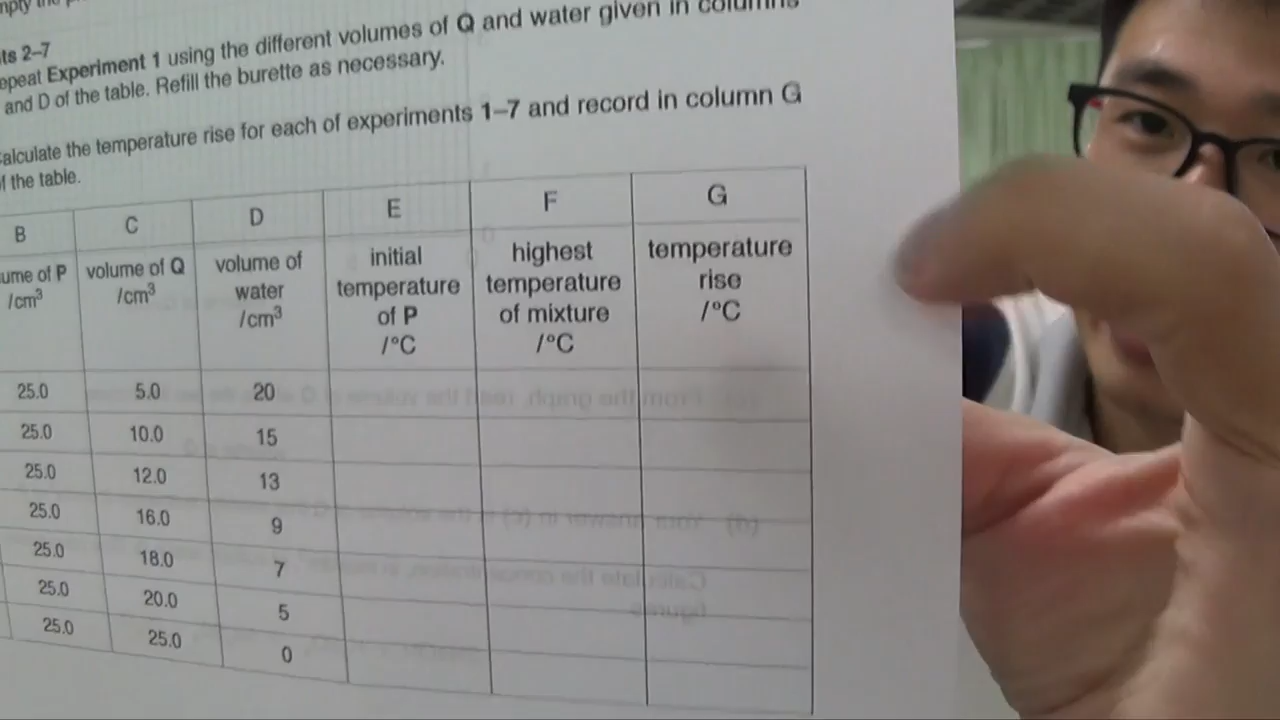 2–7
Experiment 1 using the different volumes of Q and water given in columns
and D of the table. Refill the burette as necessary.
the temperature rise for each of experiments 1–7 and record in column G
the table.
B C D E F G
of P /cm³ volume of Q /cm³ volume of water /cm³ initial temperature of P /°C highest temperature of mixture /°C temperature rise /°C
25.0 5.0 20
25.0 10.0 15
25.0 12.0 13
25.0 16.0 9
25.0 18.0 7
25.0 20.0 5
25.0 25.0 0